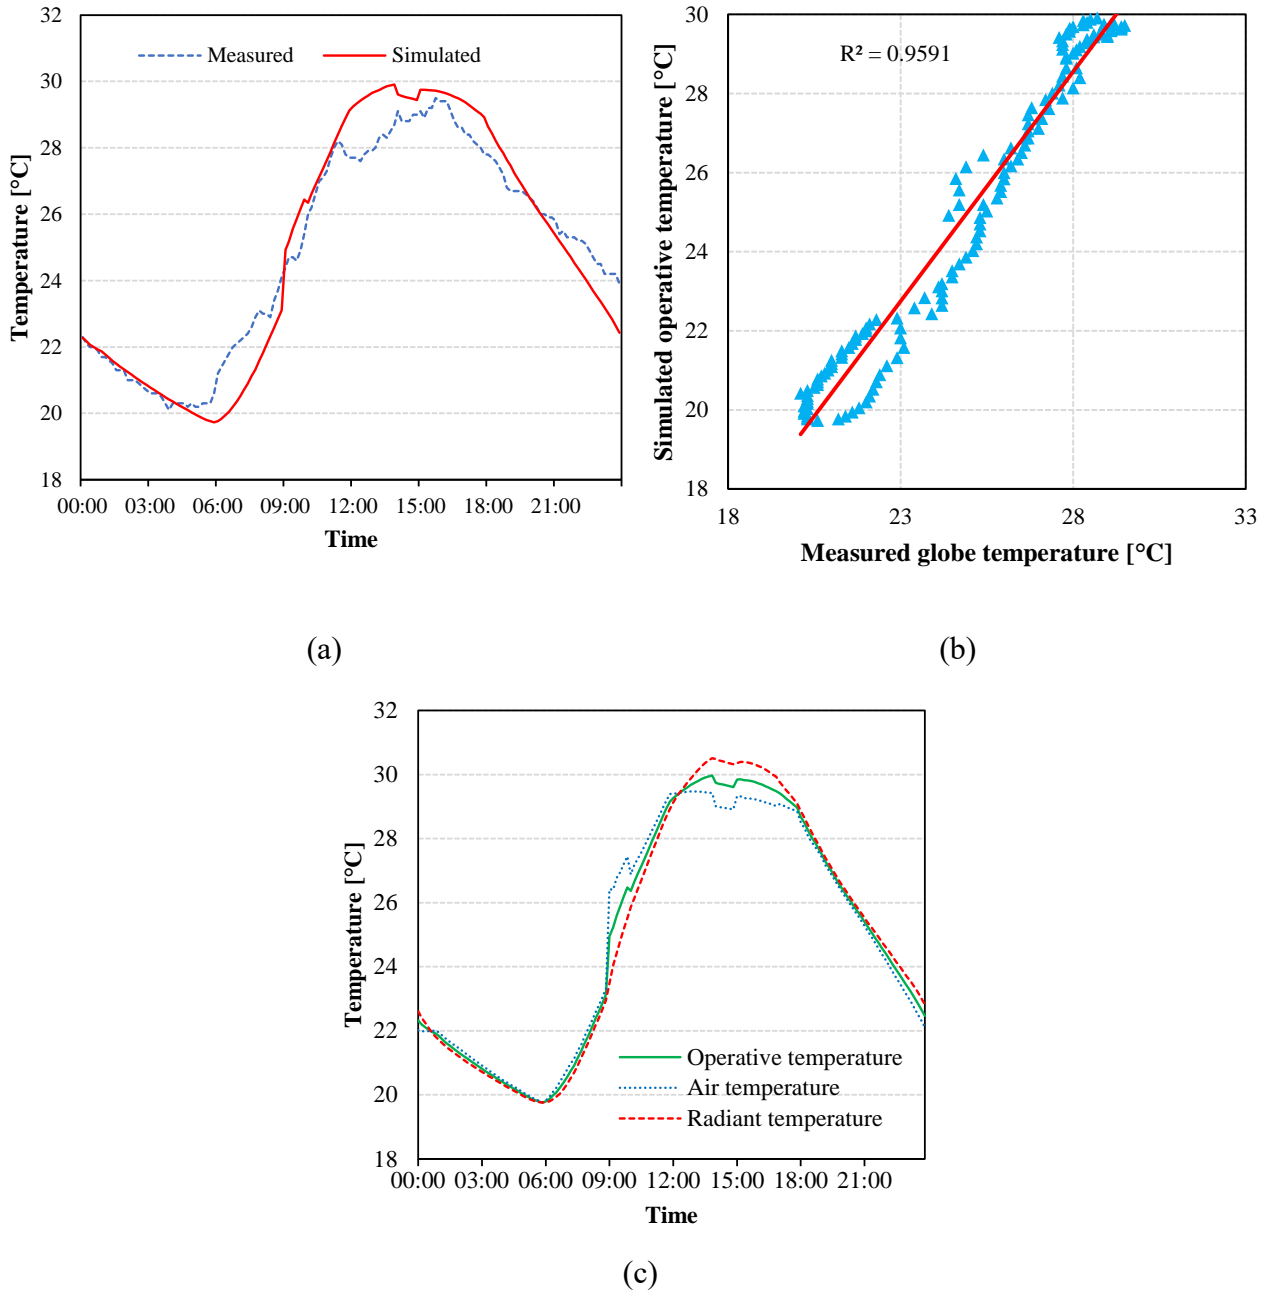 32
30
28
26
24
22
20
18
Temperature [°C]
Measured
Simulated
00:00 03:00 06:00 09:00 12:00 15:00 18:00 21:00
Time
(a)
30
28
26
24
22
20
18
Simulated operative temperature [°C]
R² = 0.9591
18 23 28 33
Measured globe temperature [°C]
(b)
32
30
28
26
24
22
20
18
Temperature [°C]
Operative temperature
Air temperature
Radiant temperature
00:00 03:00 06:00 09:00 12:00 15:00 18:00 21:00
Time
(c)